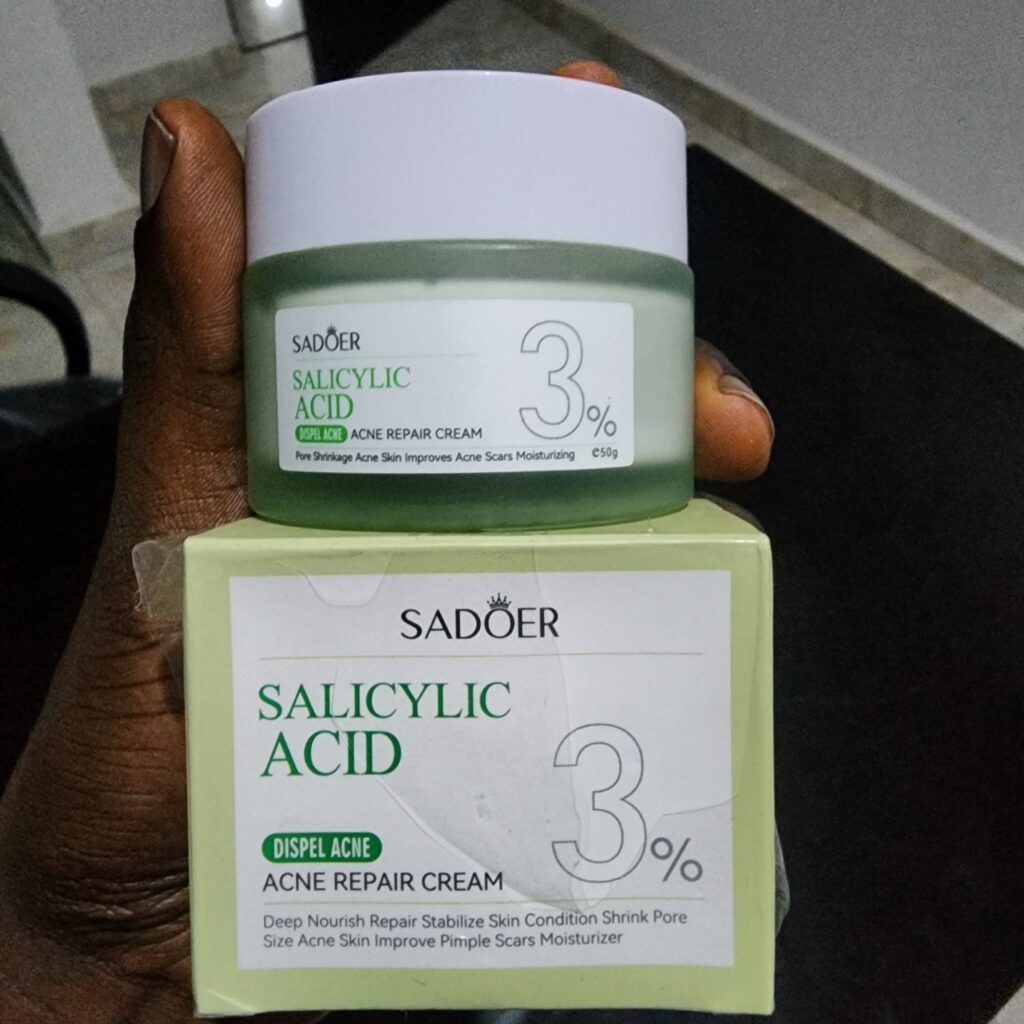 SADOER
SALICYLIC
ACID
DISPEL ACNE ACNE REPAIR CREAM
Pore Shrinkage Acne Skin Improves Acne Scars Moisturizing ℮50g
3%
SADOER
SALICYLIC
ACID
3%
DISPEL ACNE
ACNE REPAIR CREAM
Deep Nourish Repair Stabilize Skin Condition Shrink Pore
Size Acne Skin Improve Pimple Scars Moisturizer